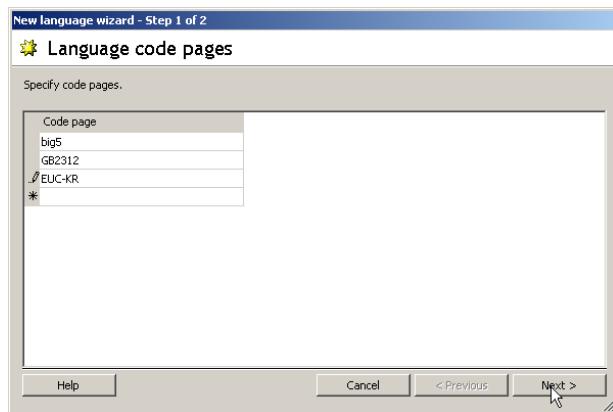 New language wizard - Step 1 of 2
Language code pages
Specify code pages.
Code page
big5
GB2312
EUC-KR
Help
Cancel
< Previous
Next >